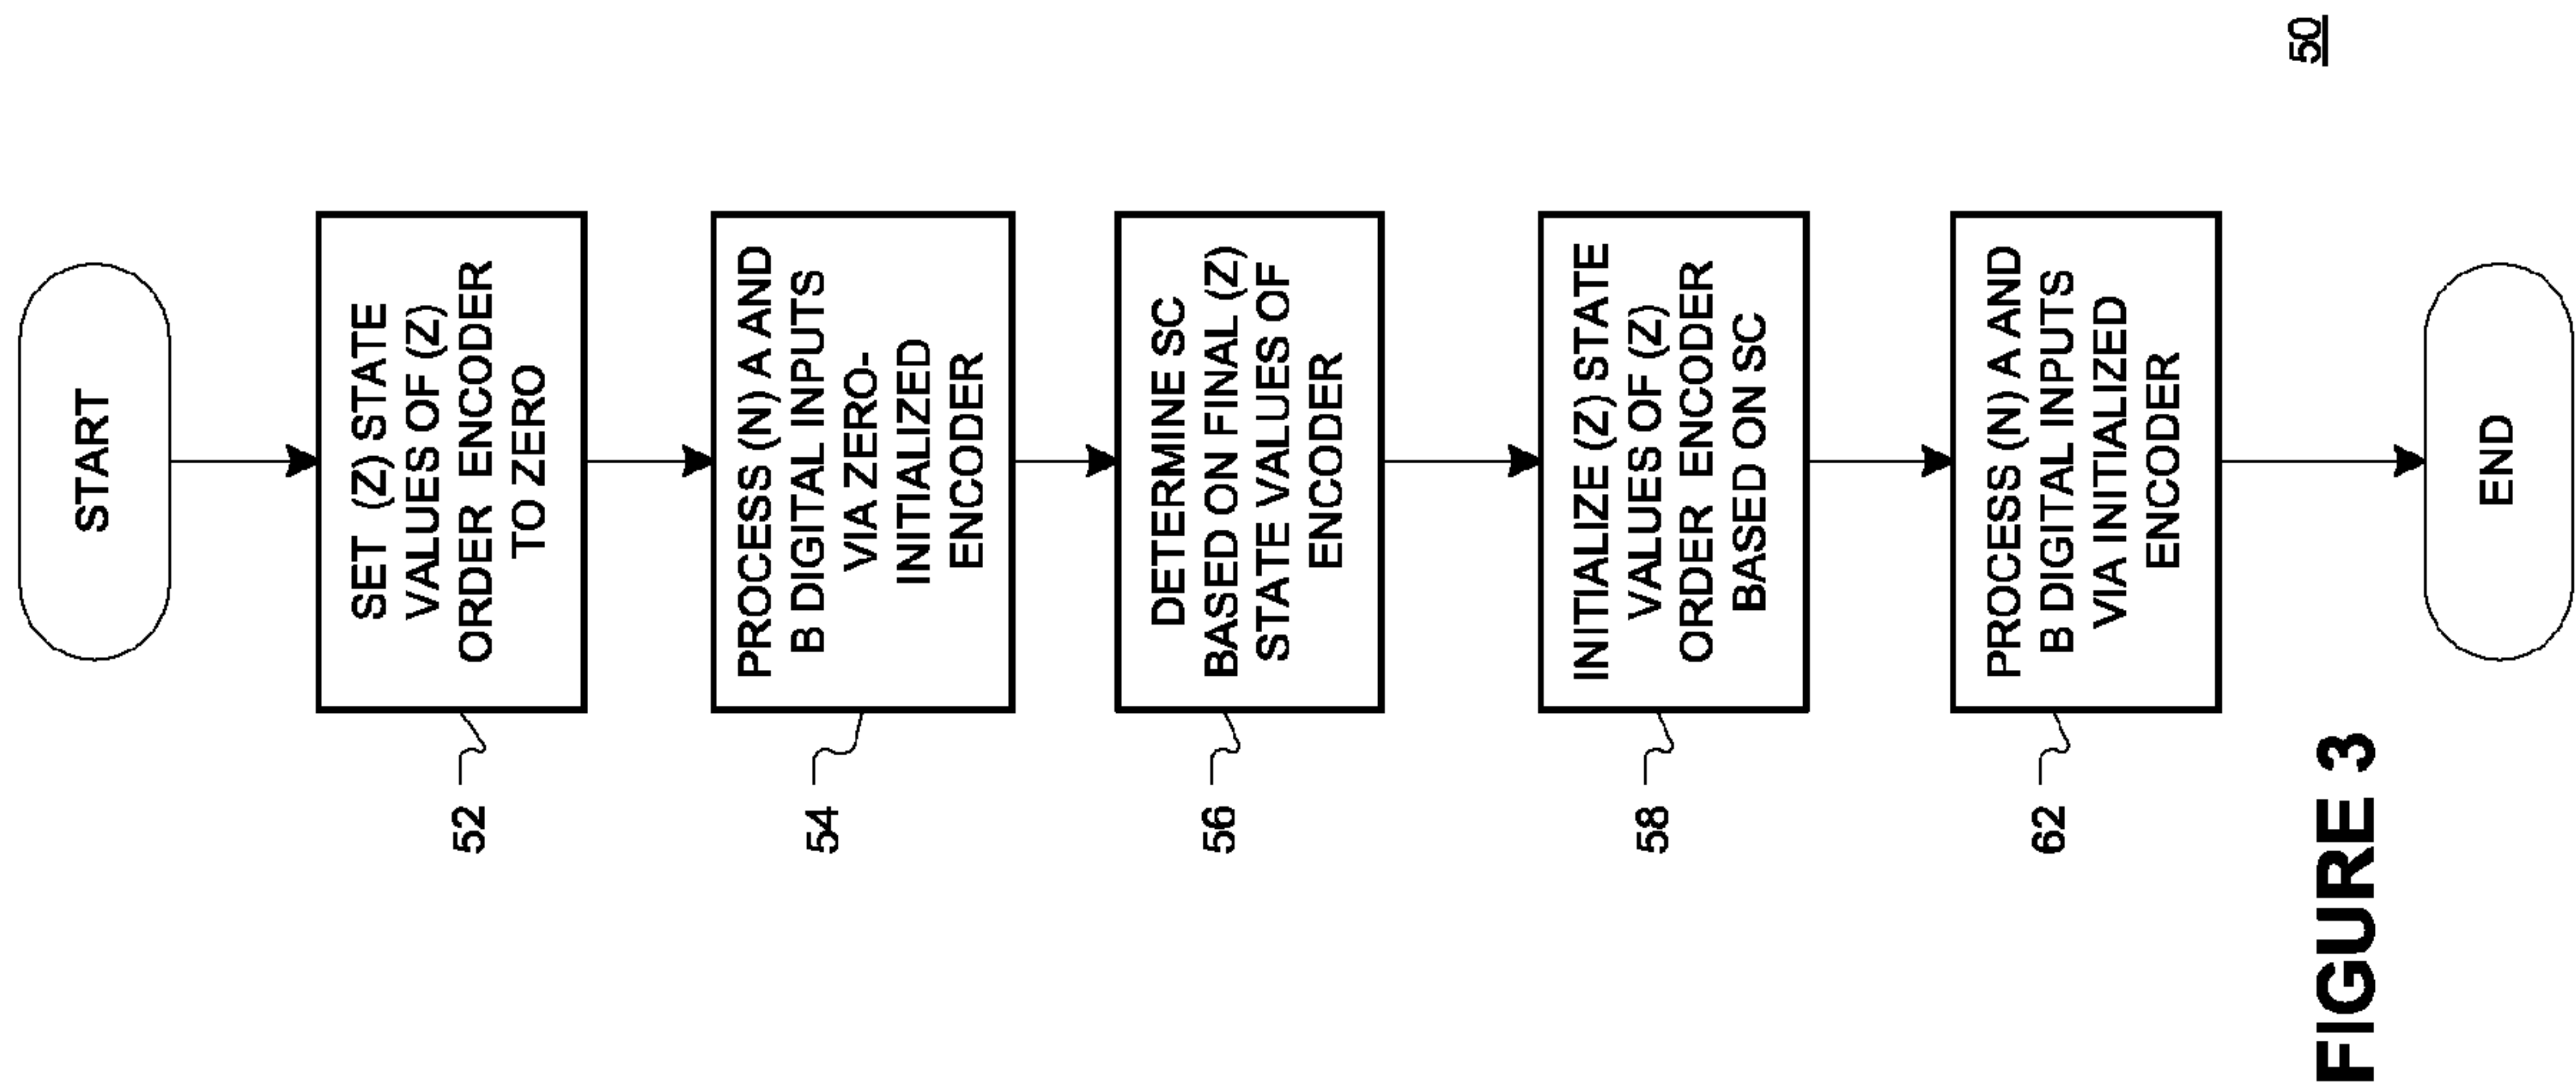 START
SET (Z) STATE
VALUES OF (Z)
ORDER ENCODER
TO ZERO
52
PROCESS (N) A AND
B DIGITAL INPUTS
VIA ZERO-
INITIALIZED
ENCODER
54
DETERMINE SC
BASED ON FINAL (Z)
STATE VALUES OF
ENCODER
56
INITIALIZE (Z) STATE
VALUES OF (Z)
ORDER ENCODER
BASED ON SC
58
PROCESS (N) A AND
B DIGITAL INPUTS
VIA INITIALIZED
ENCODER
62
END
50
FIGURE 3